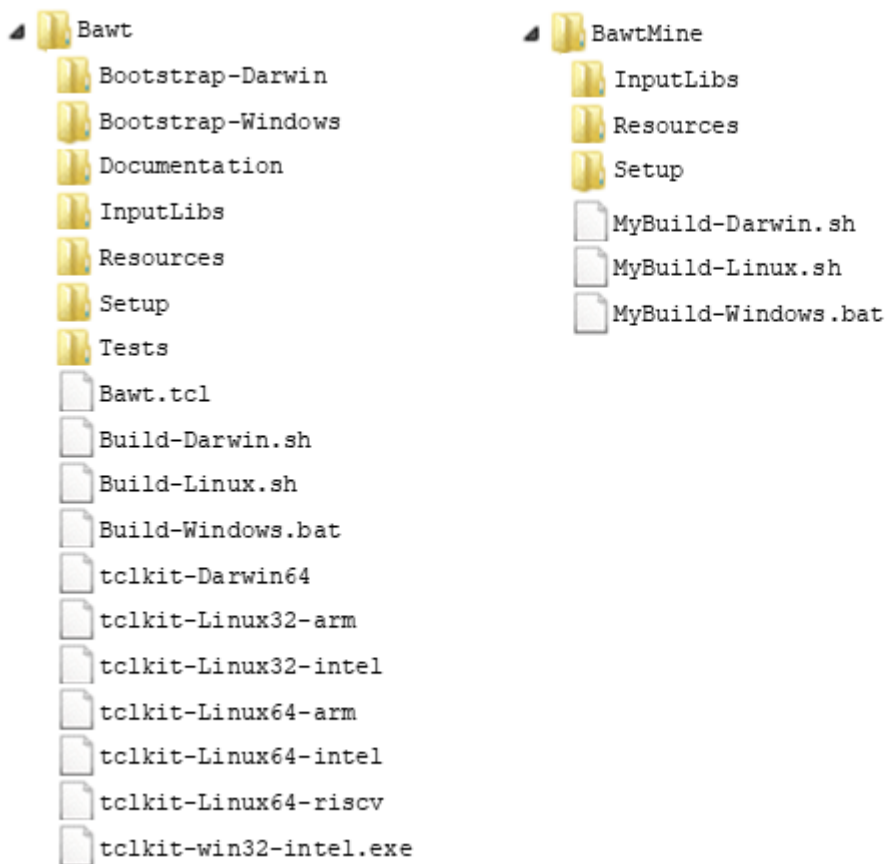 Bawt
Bootstrap-Darwin
Bootstrap-Windows
Documentation
InputLibs
Resources
Setup
Tests
Bawt.tcl
Build-Darwin.sh
Build-Linux.sh
Build-Windows.bat
tclkit-Darwin64
tclkit-Linux32-arm
tclkit-Linux32-intel
tclkit-Linux64-arm
tclkit-Linux64-intel
tclkit-Linux64-riscv
tclkit-win32-intel.exe
BawtMine
InputLibs
Resources
Setup
MyBuild-Darwin.sh
MyBuild-Linux.sh
MyBuild-Windows.bat